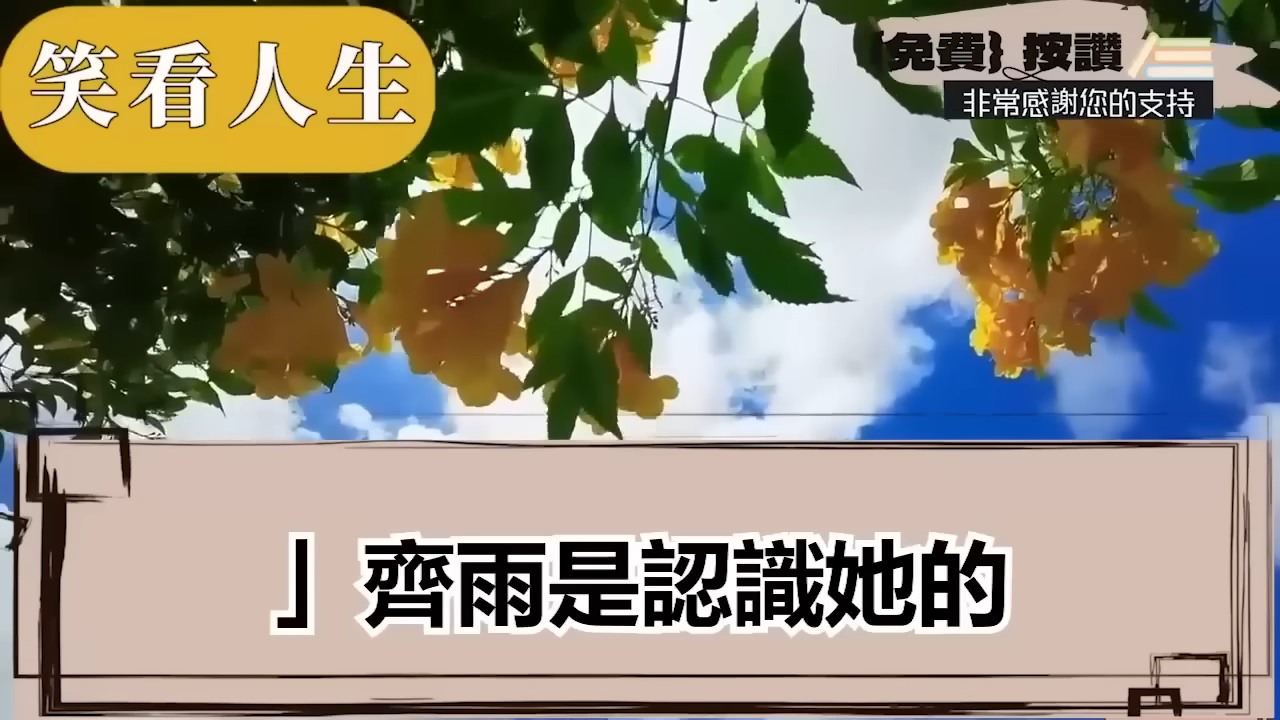 笑看人生
免費} 按讚
非常感謝您的支持
」齊雨是認識她的